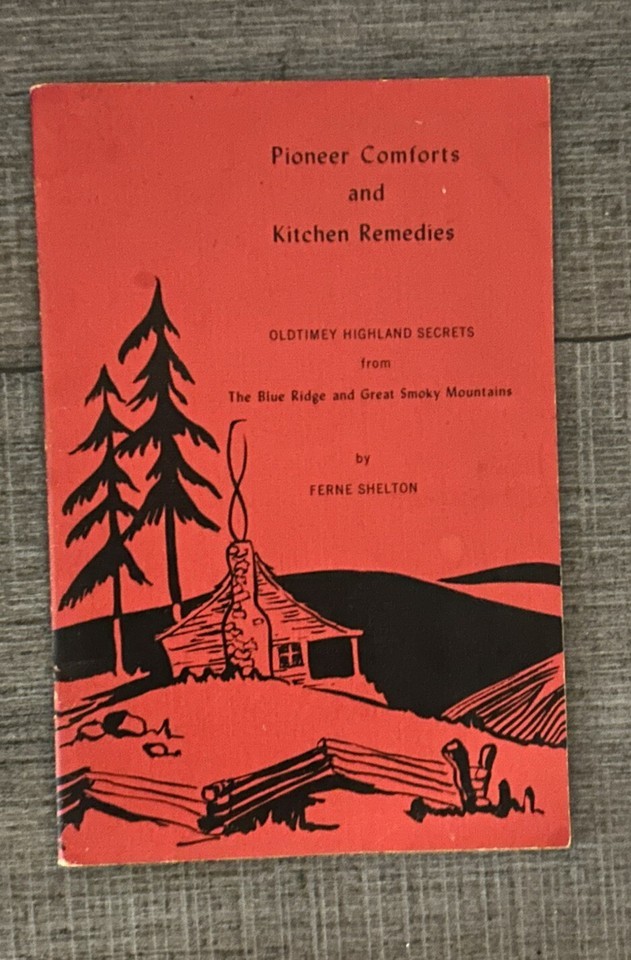 Pioneer Comforts
and
Kitchen Remedies
OLDTIMEY HIGHLAND SECRETS
from
The Blue Ridge and Great Smoky Mountains
by
FERNE SHELTON